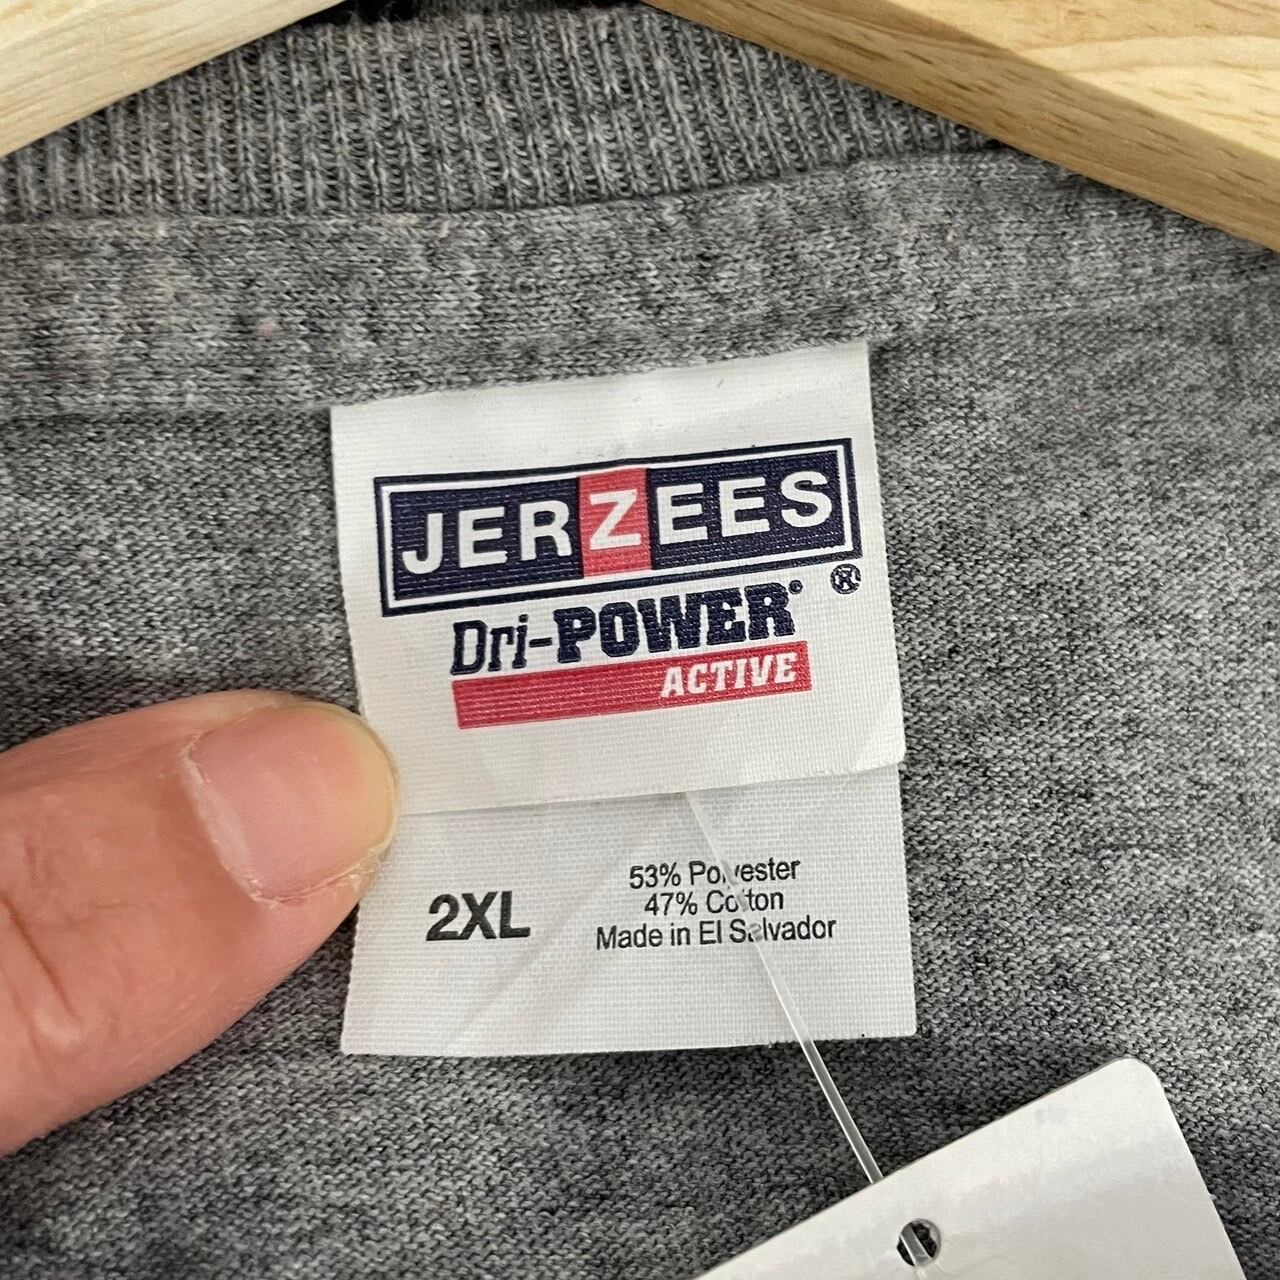 JERZEES
®
Dri-POWER®
ACTIVE
2XL
53% Polyester
47% Cotton
Made in El Salvador